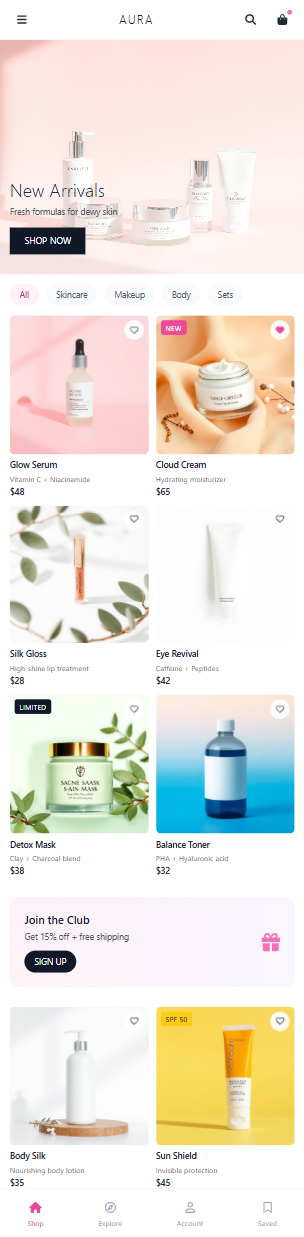 AURA
New Arrivals
Fresh formulas for dewy skin
SHOP NOW
All
Skincare
Makeup
Body
Sets
NEW
Glow Serum
Vitamin C + Niacinamide
$48
Cloud Cream
Hydrating moisturizer
$65
Silk Gloss
High-shine lip treatment
$28
Eye Revival
Caffeine + Peptides
$42
LIMITED
SAGNE SAASK
S-AIN MASK
Detox Mask
Clay + Charcoal blend
$38
Balance Toner
PHA + Hyaluronic acid
$32
Join the Club
Get 15% off + free shipping
SIGN UP
SPF 50
Body Silk
Nourishing body lotion
$35
Sun Shield
Invisible protection
$45
Shop
Explore
Account
Saved